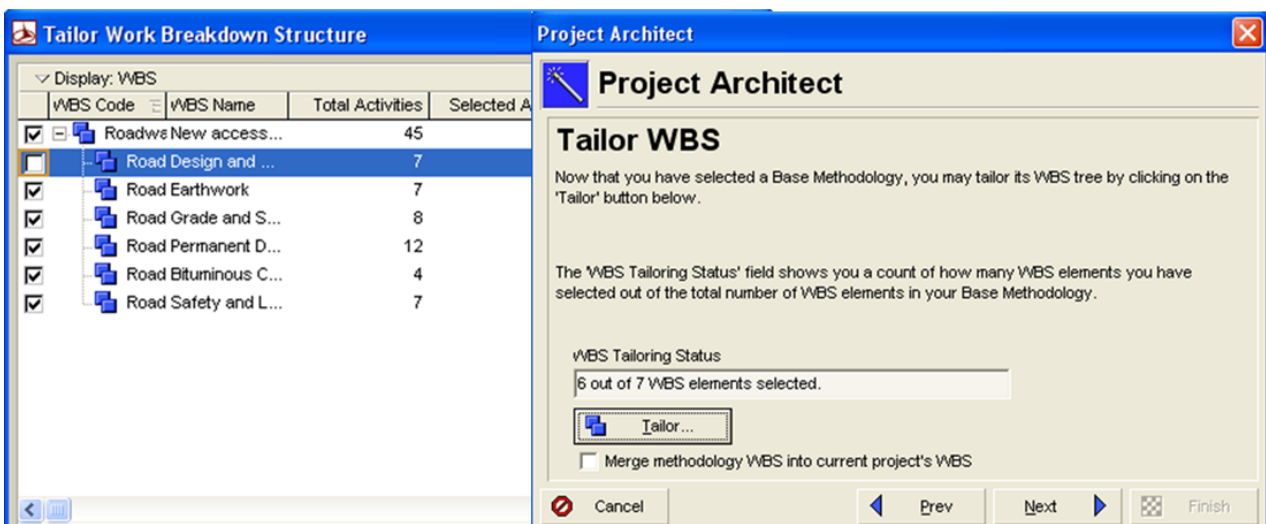 Tailor Work Breakdown Structure
Display: WBS
WBS Code WBS Name Total Activities Selected A
Roadwa New access... 45
Road Design and ... 7
Road Earthwork 7
Road Grade and S... 8
Road Permanent D... 12
Road Bituminous C... 4
Road Safety and L... 7
Project Architect
Project Architect
Tailor WBS
Now that you have selected a Base Methodology, you may tailor its WBS tree by clicking on the
'Tailor' button below.
The 'WBS Tailoring Status' field shows you a count of how many WBS elements you have
selected out of the total number of WBS elements in your Base Methodology.
WBS Tailoring Status
6 out of 7 WBS elements selected.
Tailor...
Merge methodology WBS into current project's WBS
Cancel Prev Next Finish